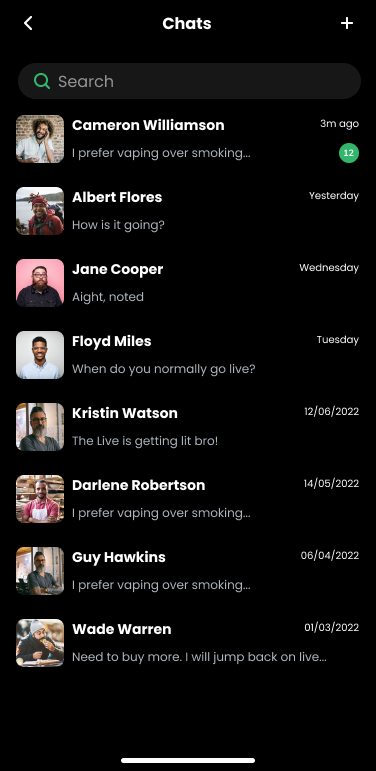 Chats
Search
Cameron Williamson 3m ago
I prefer vaping over smoking... 12
Albert Flores Yesterday
How is it going?
Jane Cooper Wednesday
Aight, noted
Floyd Miles Tuesday
When do you normally go live?
Kristin Watson 12/06/2022
The Live is getting lit bro!
Darlene Robertson 14/05/2022
I prefer vaping over smoking...
Guy Hawkins 06/04/2022
I prefer vaping over smoking...
Wade Warren 01/03/2022
Need to buy more. I will jump back on live...